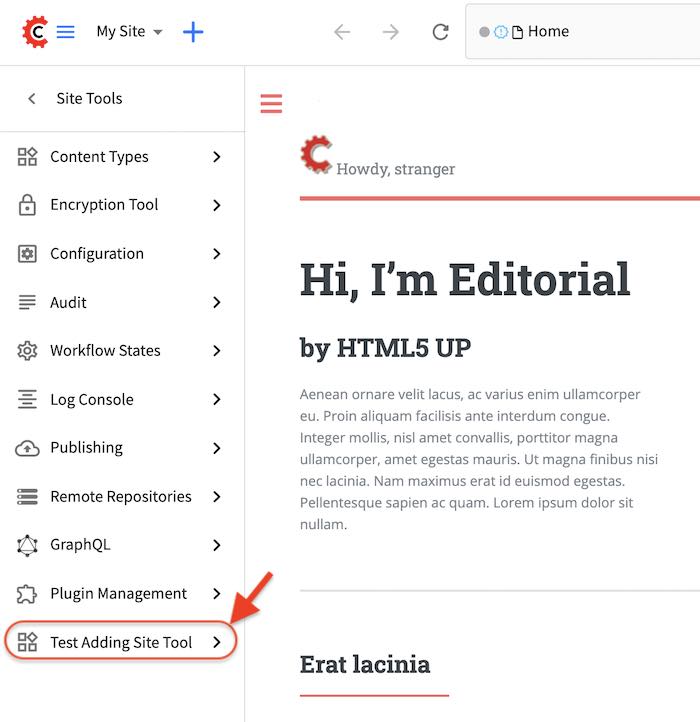 My Site
Home
Site Tools
Content Types
Encryption Tool
Configuration
Audit
Workflow States
Log Console
Publishing
Remote Repositories
GraphQL
Plugin Management
Test Adding Site Tool
Howdy, stranger
Hi, I’m Editorial
by HTML5 UP
Aenean ornare velit lacus, ac varius enim ullamcorper
eu. Proin aliquam facilisis ante interdum congue.
Integer mollis, nisl amet convallis, porttitor magna
ullamcorper, amet egestas mauris. Ut magna finibus nisi
nec lacinia. Nam maximus erat id euismod egestas.
Pellentesque sapien ac quam. Lorem ipsum dolor sit
nullam.
Erat lacinia